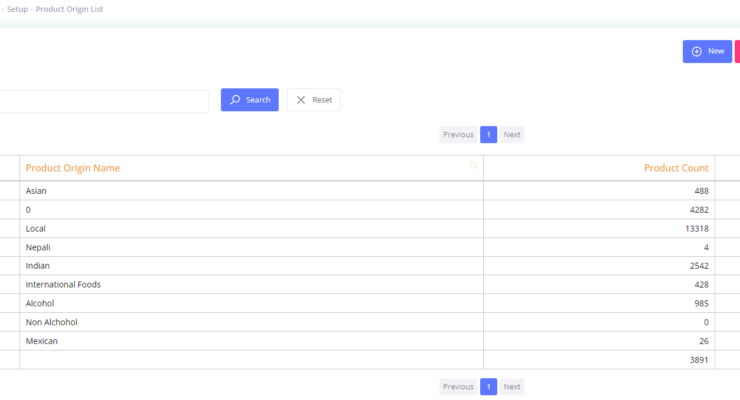 Setup · Product Origin List
New
Search Reset
Previous 1 Next
Product Origin Name Product Count
Asian 488
0 4282
Local 13318
Nepali 4
Indian 2542
International Foods 428
Alcohol 985
Non Alchohol 0
Mexican 26
3891
Previous 1 Next